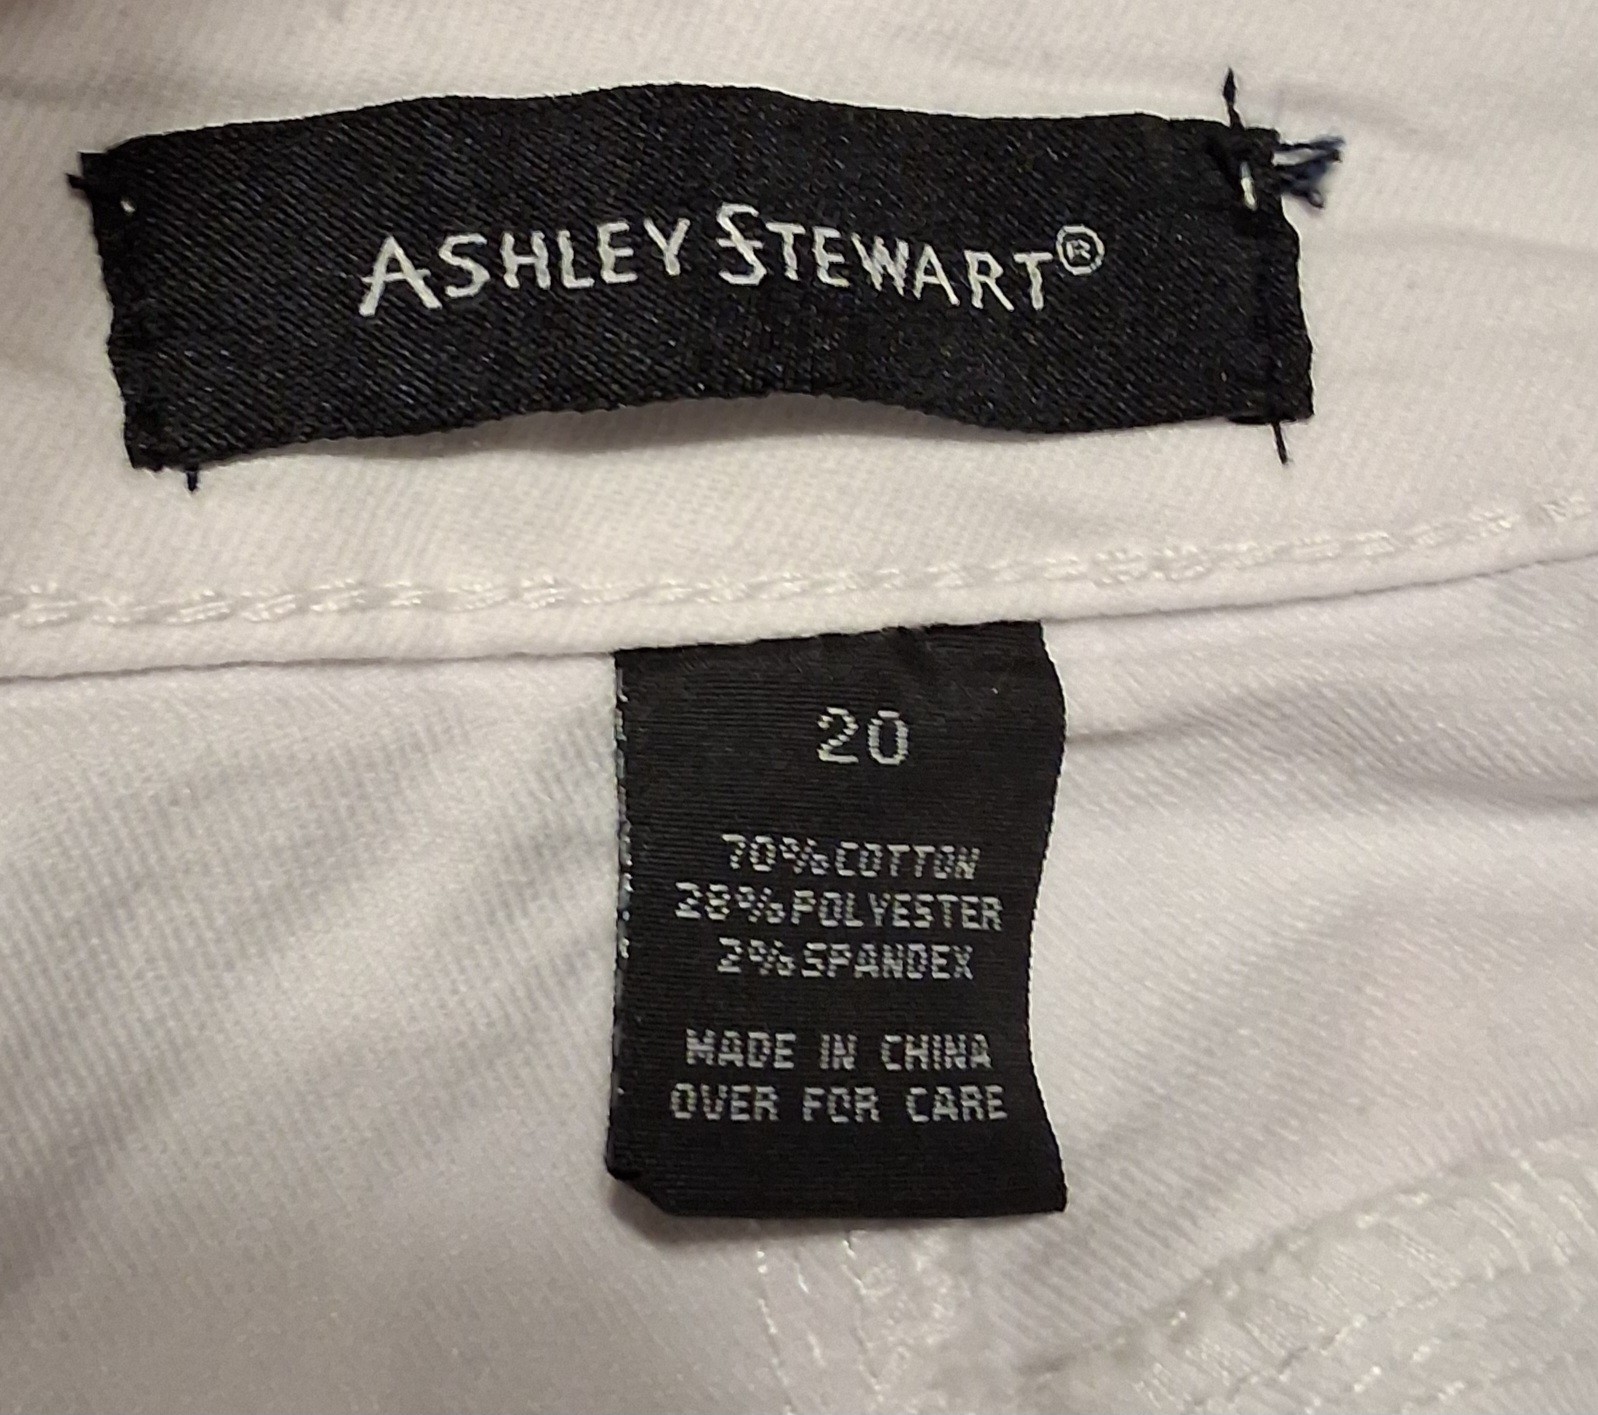 ASHLEY STEWART®
20
70%COTTON
28%POLYESTER
2%SPANDEX
MADE IN CHINA
OVER FOR CARE